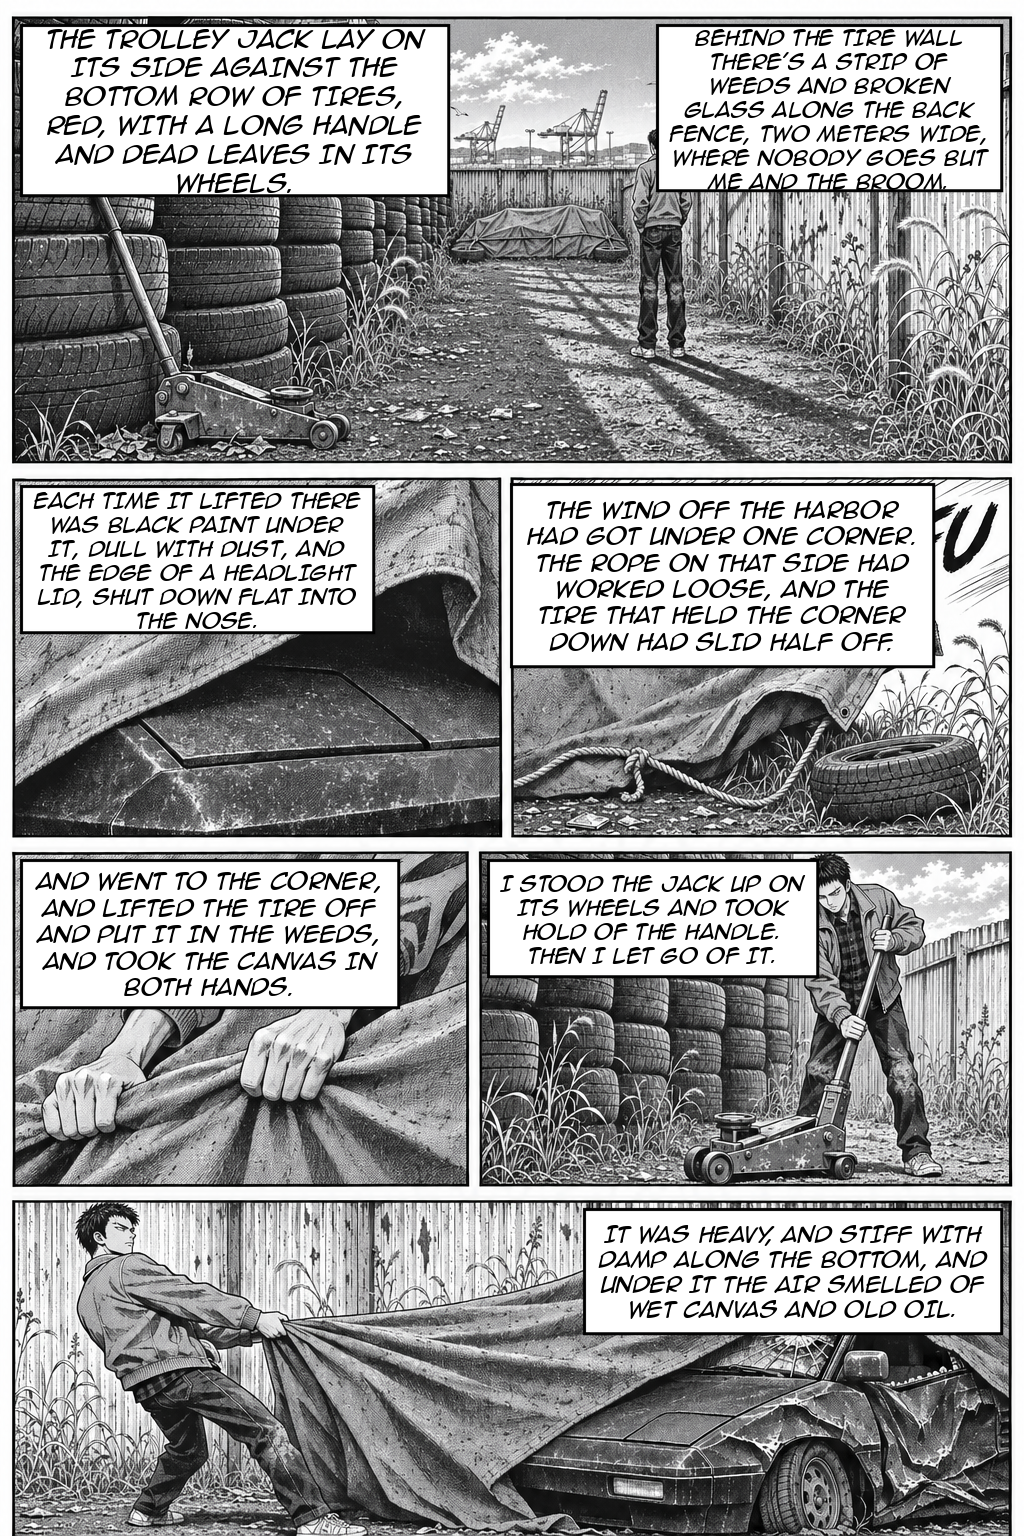 THE TROLLEY JACK LAY ON
ITS SIDE AGAINST THE
BOTTOM ROW OF TIRES,
RED, WITH A LONG HANDLE
AND DEAD LEAVES IN ITS
WHEELS.
BEHIND THE TIRE WALL
THERE'S A STRIP OF
WEEDS AND BROKEN
GLASS ALONG THE BACK
FENCE, TWO METERS WIDE,
WHERE NOBODY GOES BUT
ME AND THE BROOM.
EACH TIME IT LIFTED THERE
WAS BLACK PAINT UNDER
IT, DULL WITH DUST, AND
THE EDGE OF A HEADLIGHT
LID, SHUT DOWN FLAT INTO
THE NOSE.
THE WIND OFF THE HARBOR
HAD GOT UNDER ONE CORNER.
THE ROPE ON THAT SIDE HAD
WORKED LOOSE, AND THE
TIRE THAT HELD THE CORNER
DOWN HAD SLID HALF OFF.
AND WENT TO THE CORNER,
AND LIFTED THE TIRE OFF
AND PUT IT IN THE WEEDS,
AND TOOK THE CANVAS IN
BOTH HANDS.
I STOOD THE JACK UP ON
ITS WHEELS AND TOOK
HOLD OF THE HANDLE.
THEN I LET GO OF IT.
IT WAS HEAVY, AND STIFF WITH
DAMP ALONG THE BOTTOM, AND
UNDER IT THE AIR SMELLED OF
WET CANVAS AND OLD OIL.